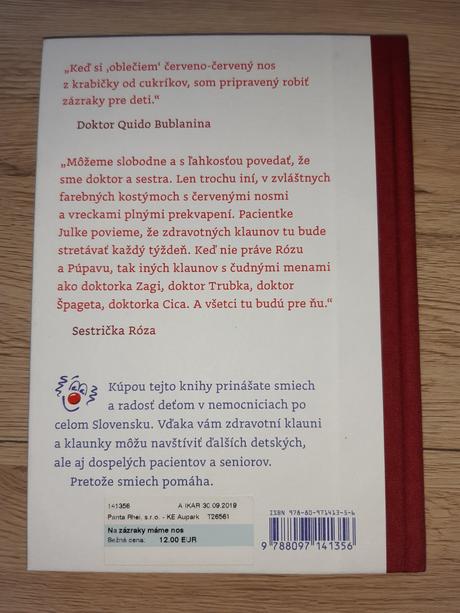 „Keď si ‚oblečiem‘ červeno-červený nos
z krabičky od cukríkov, som pripravený robiť
zázraky pre deti.“
Doktor Quido Bublanina
„Môžeme slobodne a s ľahkosťou povedať, že
sme doktor a sestra. Len trochu iní, v zvláštnych
farebných kostýmoch s červenými nosmi
a vreckami plnými prekvapení. Pacientke
Julke povieme, že zdravotných klaunov tu bude
stretávať každý týždeň. Keď nie práve Rózu
a Púpavu, tak iných klaunov s čudnými menami
ako doktorka Zagi, doktor Trubka, doktor
Špageta, doktorka Cica. A všetci tu budú pre ňu.“
Sestrička Róza
Kúpou tejto knihy prinášate smiech
a radosť deťom v nemocniciach po
celom Slovensku. Vďaka vám zdravotní klauni
a klaunky môžu navštíviť ďalších detských,
ale aj dospelých pacientov a seniorov.
Pretože smiech pomáha.
141356 A IKAR 30.09.2019
Panta Rhei, s.r.o. - KE Aupark T26561
Na zázraky máme nos
Bežná cena: 12.00 EUR
ISBN 978-80-971413-5-6
9 788097 141356